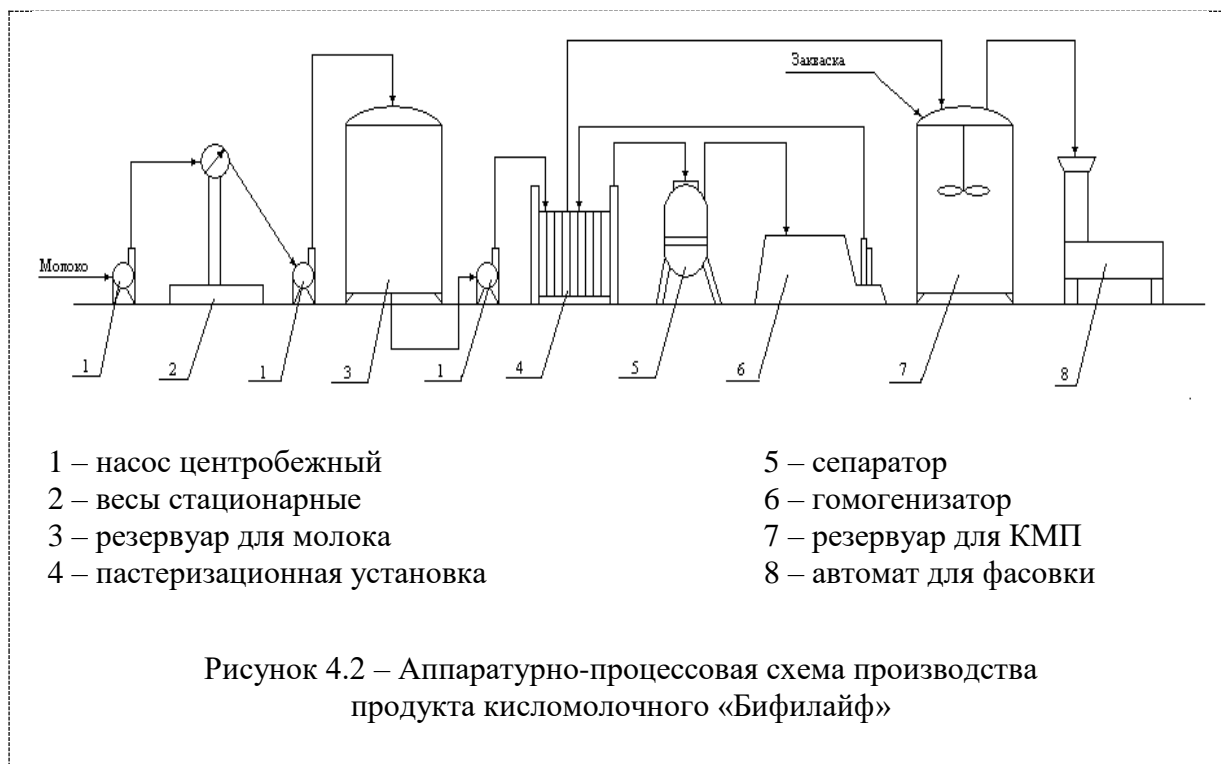 Закваска
Молоко
1
2
1
3
1
4
5
6
7
8
1 – насос центробежный
2 – весы стационарные
3 – резервуар для молока
4 – пастеризационная установка
5 – сепаратор
6 – гомогенизатор
7 – резервуар для КМП
8 – автомат для фасовки
Рисунок 4.2 – Аппаратурно-процессовая схема производства
продукта кисломолочного «Бифилайф»